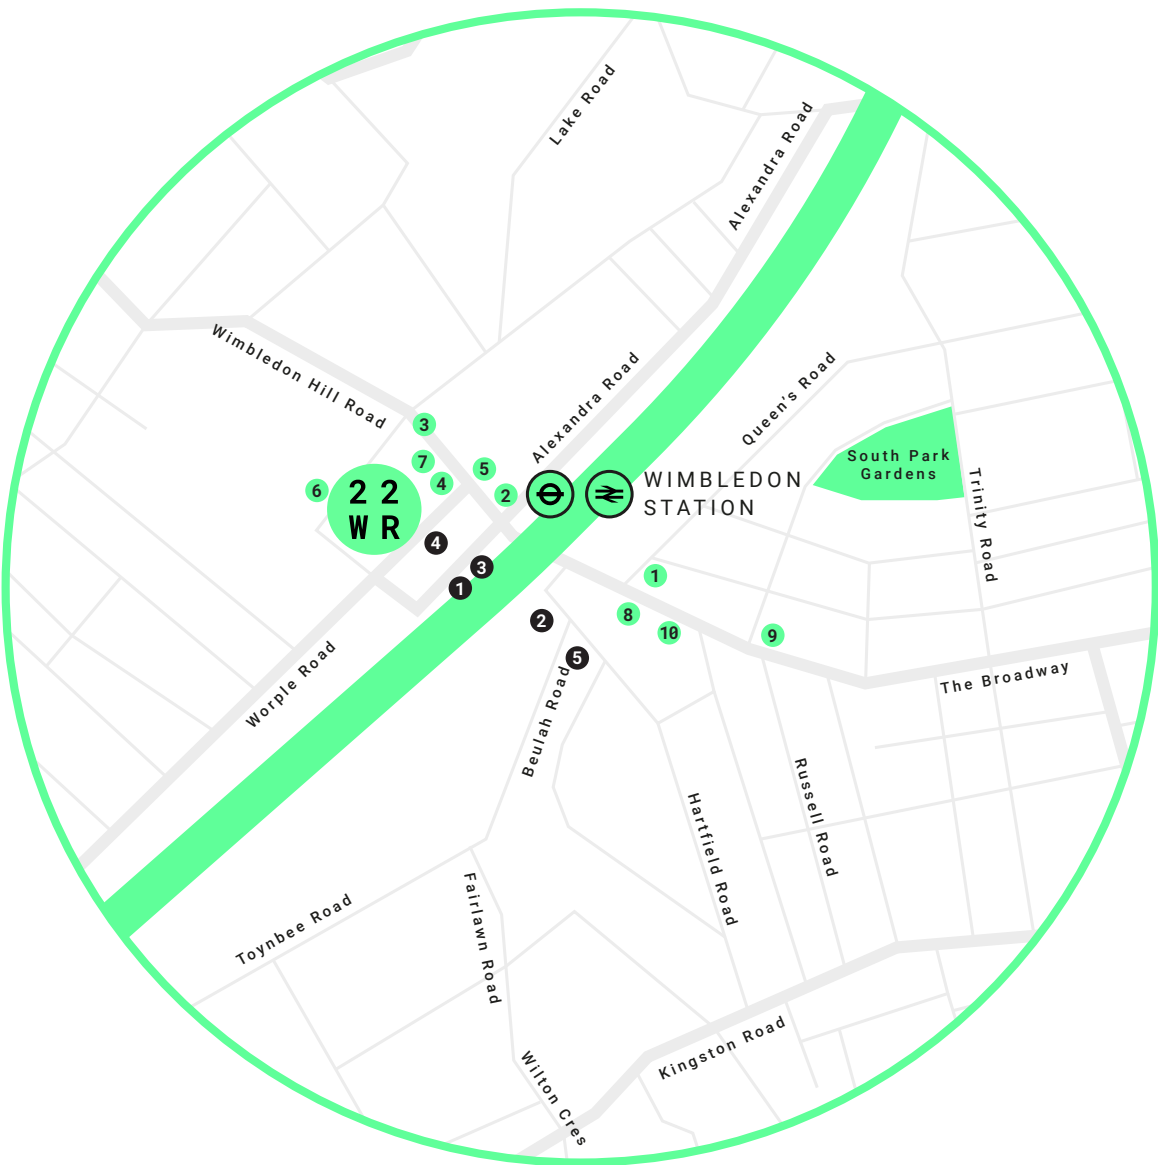 Lake Road
Alexandra Road
Wimbledon Hill Road
Alexandra Road
Queen's Road
3
7
5
4
6
2
22
WR
WIMBLEDON
STATION
South Park
Gardens
Trinity Road
4
3
1
1
2
8
10
9
5
Worple Road
Beulah Road
The Broadway
Russell Road
Hartfield Road
Toynbee Road
Fairlawn Road
Kingston Road
Wilton Cres